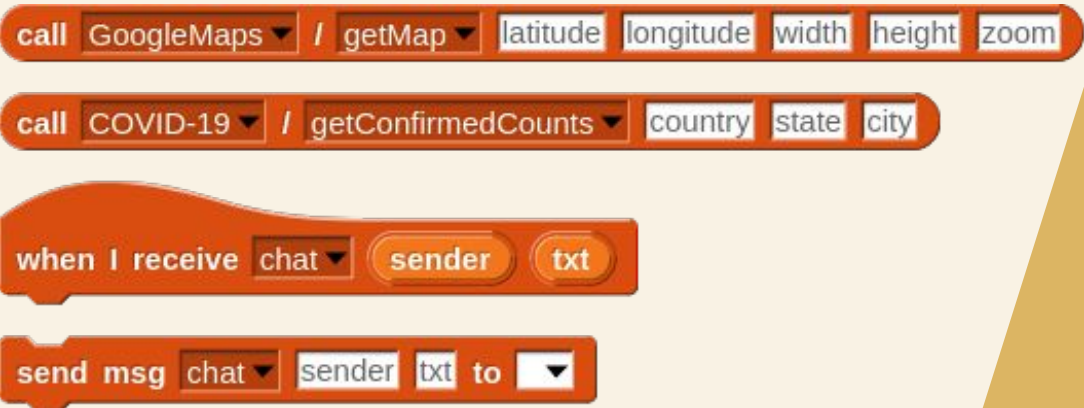 call GoogleMaps / getMap latitude longitude width height zoom
call COVID-19 / getConfirmedCounts country state city
when I receive chat sender txt
send msg chat sender txt to